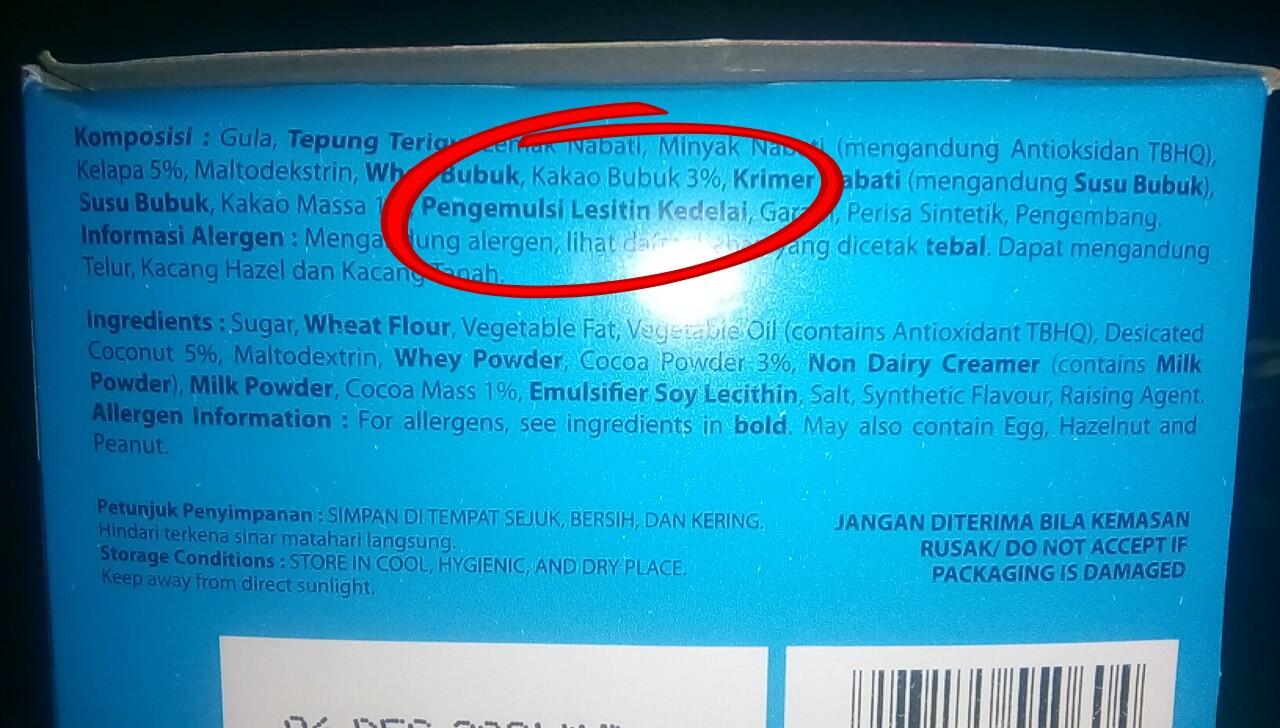 Komposisi : Gula, Tepung Terigu, Lemak Nabati, Minyak Nabati (mengandung Antioksidan TBHQ),
Kelapa 5%, Maltodekstrin, Whey Bubuk, Kakao Bubuk 3%, Krimer Nabati (mengandung Susu Bubuk),
Susu Bubuk, Kakao Massa 1%, Pengemulsi Lesitin Kedelai, Garam, Perisa Sintetik, Pengembang.
Informasi Alergen : Mengandung alergen, lihat daftar bahan yang dicetak tebal. Dapat mengandung
Telur, Kacang Hazel dan Kacang Tanah.
Ingredients : Sugar, Wheat Flour, Vegetable Fat, Vegetable Oil (contains Antioxidant TBHQ), Desicated
Coconut 5%, Maltodextrin, Whey Powder, Cocoa Powder 3%, Non Dairy Creamer (contains Milk
Powder), Milk Powder, Cocoa Mass 1%, Emulsifier Soy Lecithin, Salt, Synthetic Flavour, Raising Agent.
Allergen Information : For allergens, see ingredients in bold. May also contain Egg, Hazelnut and
Peanut.
Petunjuk Penyimpanan : SIMPAN DI TEMPAT SEJUK, BERSIH, DAN KERING.
Hindari terkena sinar matahari langsung.
Storage Conditions : STORE IN COOL, HYGIENIC, AND DRY PLACE.
Keep away from direct sunlight.
JANGAN DITERIMA BILA KEMASAN
RUSAK/ DO NOT ACCEPT IF
PACKAGING IS DAMAGED